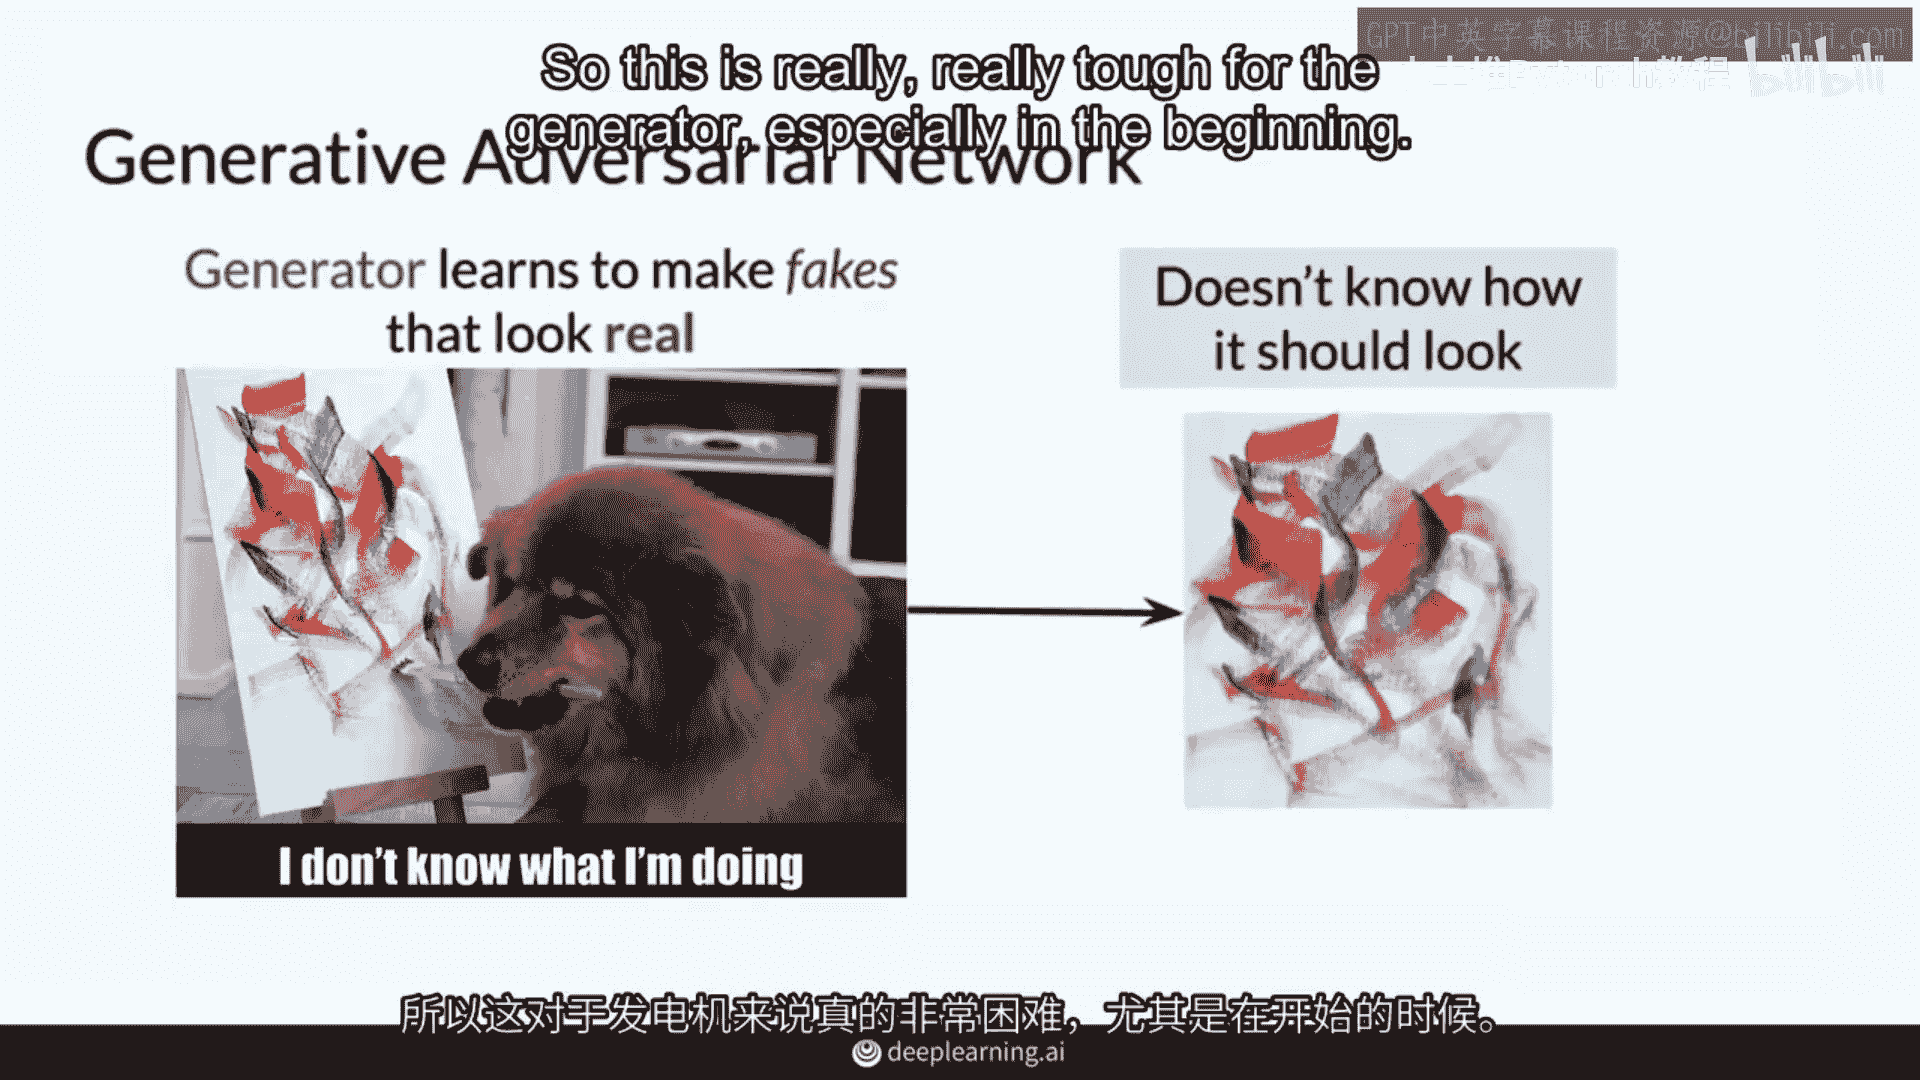 GPT中英字幕课程资源@bilibili.com
So this is really, really tough for the
generator, especially in the beginning.
Generative Adversarial Network
Generator learns to make fakes
that look real
Doesn't know how
it should look
I don't know what I'm doing
所以这对于发电机来说真的非常困难，尤其是在开始的时候。
deeplearning.ai